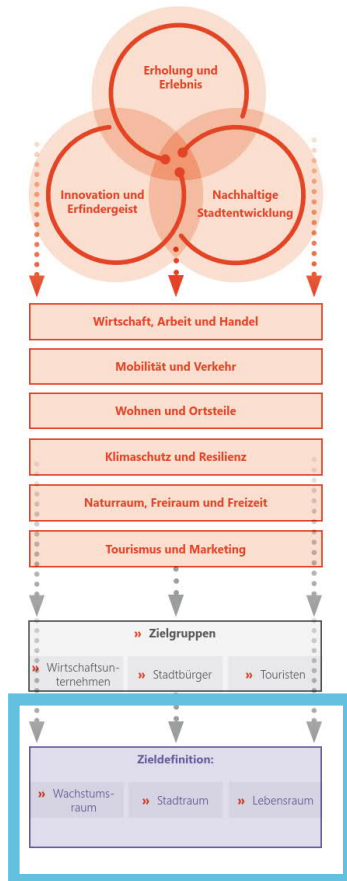 Erholung und
Erlebnis
Innovation und
Erfindergeist
Nachhaltige
Stadtentwicklung
Wirtschaft, Arbeit und Handel
Mobilität und Verkehr
Wohnen und Ortsteile
Klimaschutz und Resilienz
Naturraum, Freiraum und Freizeit
Tourismus und Marketing
» Zielgruppen
» Wirtschaftsun-
ternehmen
» Stadtbürger
» Touristen
Zieldefinition:
» Wachstums-
raum
» Stadtraum
» Lebensraum